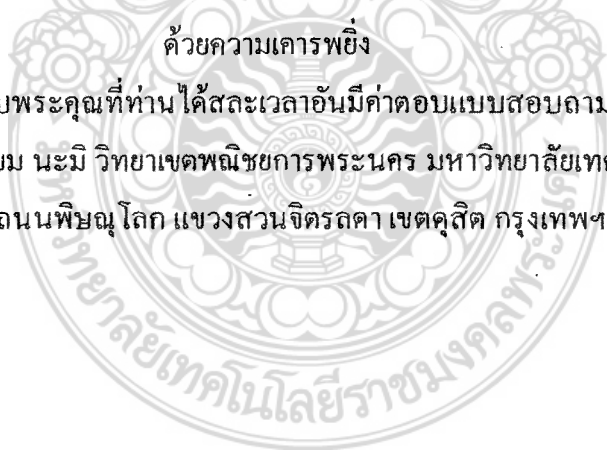 ด้วยความเคารพยิ่ง
บพระคุณที่ท่านได้สละเวลาอันมีค่าตอบแบบสอบถาม
ยม นะมิ วิทยาเขตพณิชยการพระนคร มหาวิทยาลัยเทค
ถนนพิษณุโลก แขวงสวนจิตรลดา เขตดุสิต กรุงเทพฯ